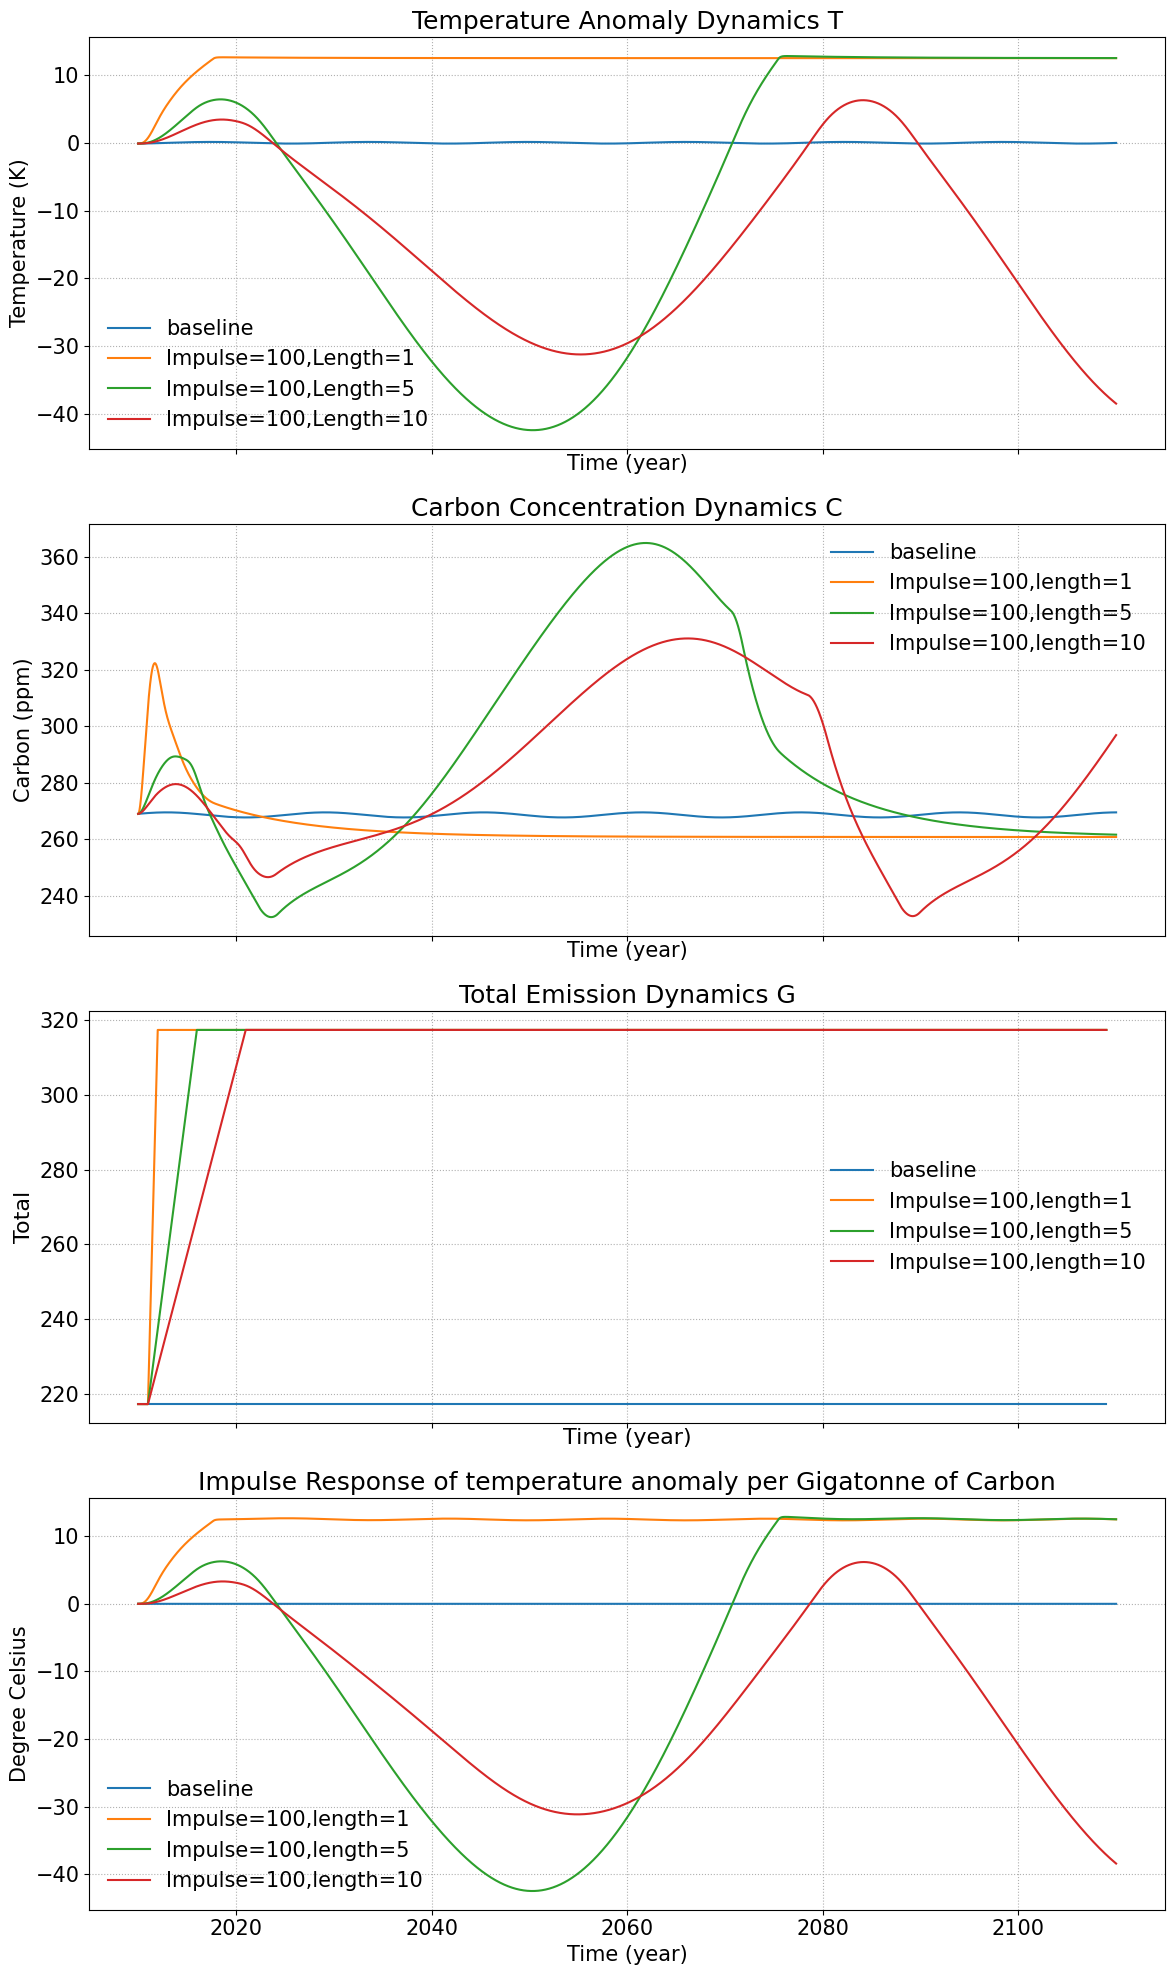 Temperature Anomaly Dynamics T
10
0
−10
−20
−30
−40
Temperature (K)
baseline
Impulse=100,Length=1
Impulse=100,Length=5
Impulse=100,Length=10
Time (year)
Carbon Concentration Dynamics C
360
340
320
300
280
260
240
Carbon (ppm)
baseline
Impulse=100,length=1
Impulse=100,length=5
Impulse=100,length=10
Time (year)
Total Emission Dynamics G
320
300
280
260
240
220
Total
baseline
Impulse=100,length=1
Impulse=100,length=5
Impulse=100,length=10
Time (year)
Impulse Response of temperature anomaly per Gigatonne of Carbon
10
0
−10
−20
−30
−40
Degree Celsius
baseline
Impulse=100,length=1
Impulse=100,length=5
Impulse=100,length=10
2020 2040 2060 2080 2100
Time (year)